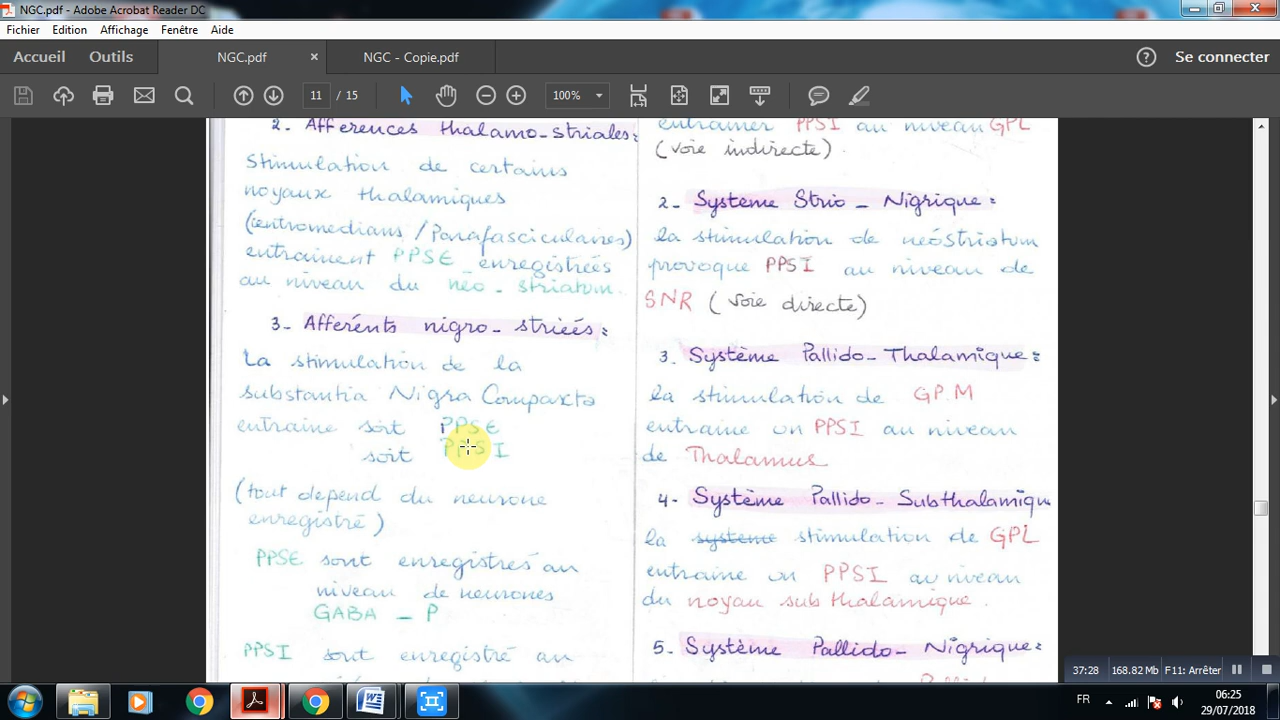 NGC.pdf - Adobe Acrobat Reader DC
Fichier Edition Affichage Fenêtre Aide
Accueil Outils NGC.pdf × NGC - Copie.pdf ? Se connecter
11 / 15 100%
2. Afferences thalamo-striales:
Stimulation de certains
noyaux thalamiques
(centromedians / Parafasciculaires)
entrainent PPSE enregistrées
au niveau du néo-striatum.
3- Afférents nigro-striéés:
La stimulation de la
substantia Nigra Compaxta
entraine soit PPSE
soit PPSI
(tout depend du neurone
enregistré)
PPSE sont enregistrés au
niveau de neurones
GABA - P
PPSI sont enregistré au
entrainer PPSI au niveau GPL
(voie indirecte).
2- Système Strio - Nigrique:
la stimulation de néostriatum
provoque PPSI au niveau de
SNR (voie directe)
3. Système Pallido-Thalamique:
la stimulation de GP.M
entraine un PPSI au niveau
de Thalamus
4- Système Pallido-Subthalamiqu
la systeme stimulation de GPL
entraine un PPSI au niveau
du noyau subthalamique.
5- Système Pallido-Nigrique:
37:28 168.82 Mb F11: Arrêter
FR 06:25
29/07/2018